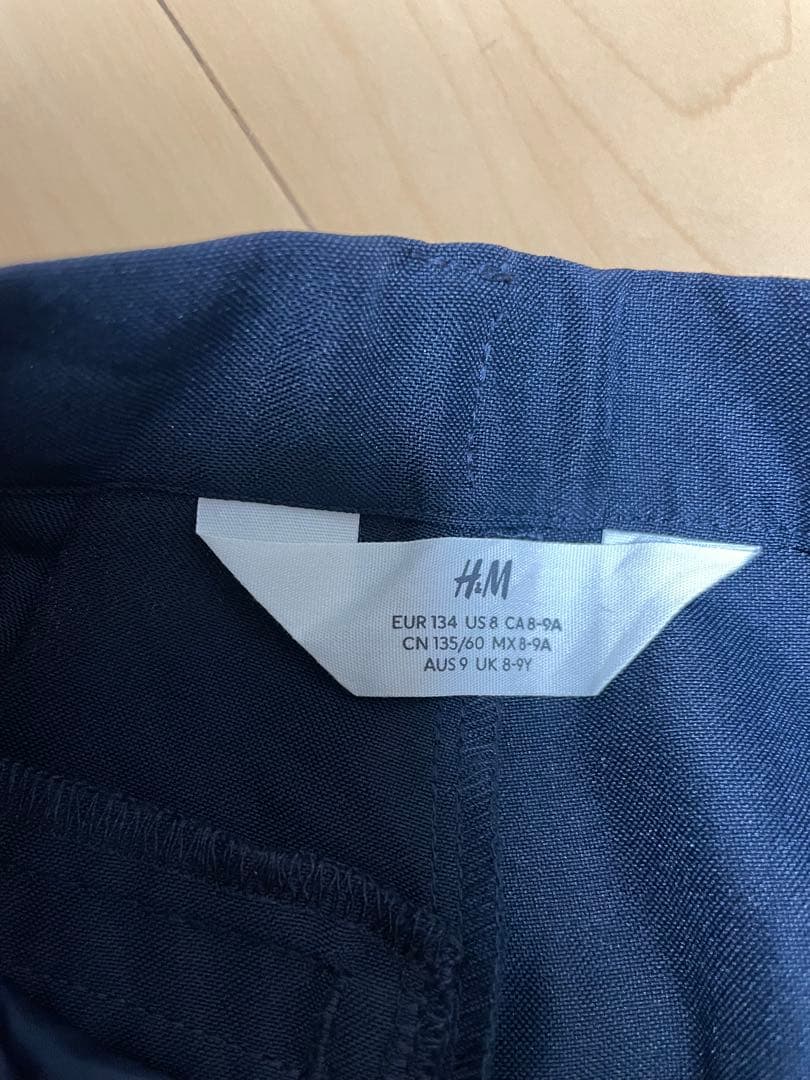 H&M
EUR 134 US 8 CA 8-9A
CN 135/60 MX 8-9A
AUS 9 UK 8-9Y